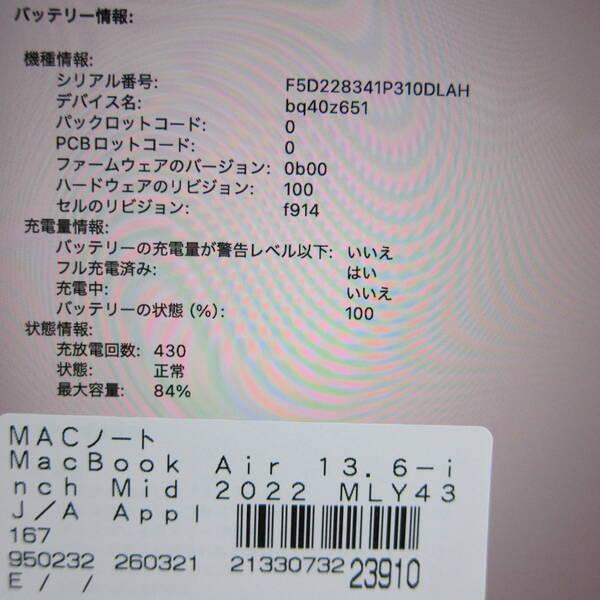 バッテリー情報:
機種情報:
シリアル番号: F5D228341P310DLAH
デバイス名: bq40z651
パックロットコード: 0
PCBロットコード: 0
ファームウェアのバージョン: 0b00
ハードウェアのリビジョン: 100
セルのリビジョン: f914
充電量情報:
バッテリーの充電量が警告レベル以下: いいえ
フル充電済み: はい
充電中: いいえ
バッテリーの状態 (%): 100
状態情報:
充放電回数: 430
状態: 正常
最大容量: 84%
MACノート
MacBook Air 13.6-i
nch Mid 2022 MLY43
J/A Appl
167
950232 260321 21330732 23910
E / /